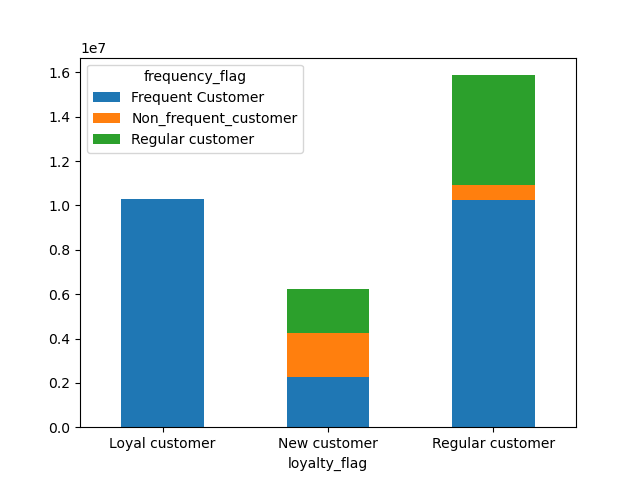 1e7
frequency_flag
Frequent Customer
Non_frequent_customer
Regular customer
1.6
1.4
1.2
1.0
0.8
0.6
0.4
0.2
0.0
Loyal customer New customer Regular customer
loyalty_flag